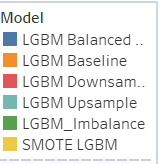 Model
LGBM Balanced ..
LGBM Baseline
LGBM Downsam..
LGBM Upsample
LGBM_Imbalance
SMOTE LGBM